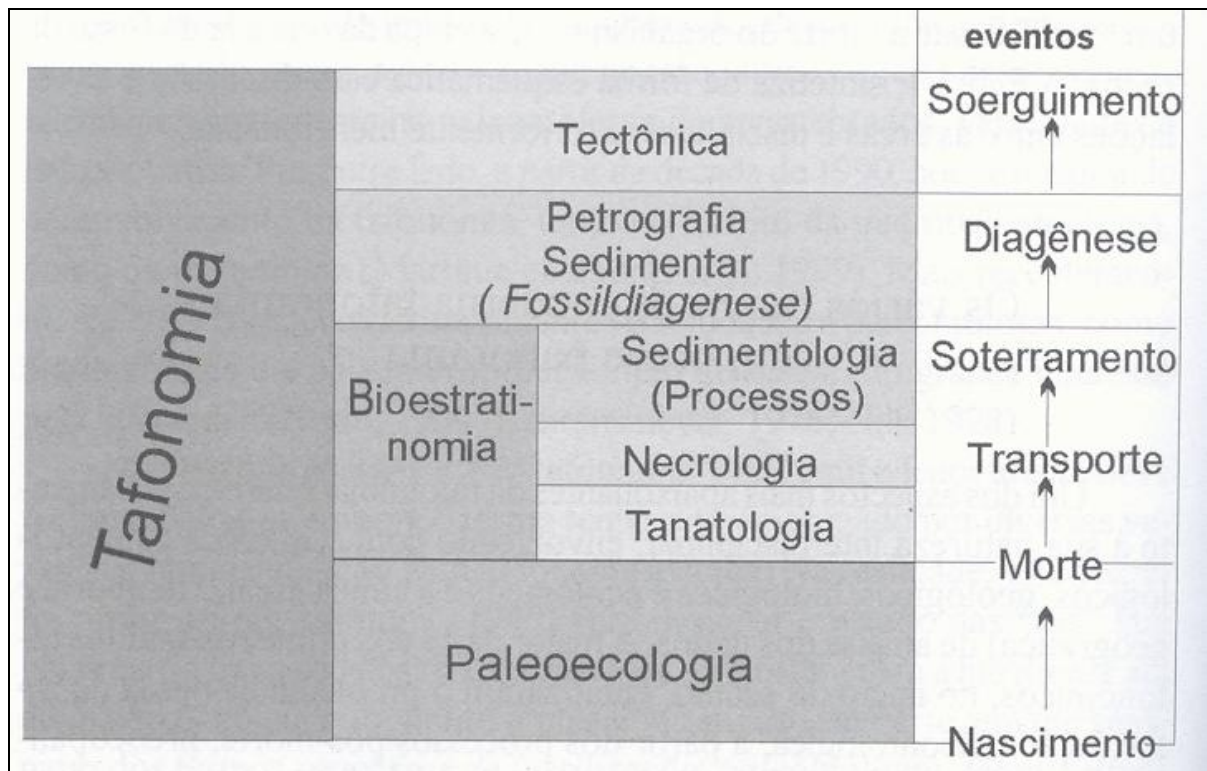 eventos
Tafonomia
Tectônica
Soerguimento
Petrografia
Sedimentar
( Fossildiagenese)
Diagênese
Bioestrati-
nomia
Sedimentologia
(Processos)
Soterramento
Necrologia
Transporte
Tanatologia
Morte
Paleoecologia
Nascimento